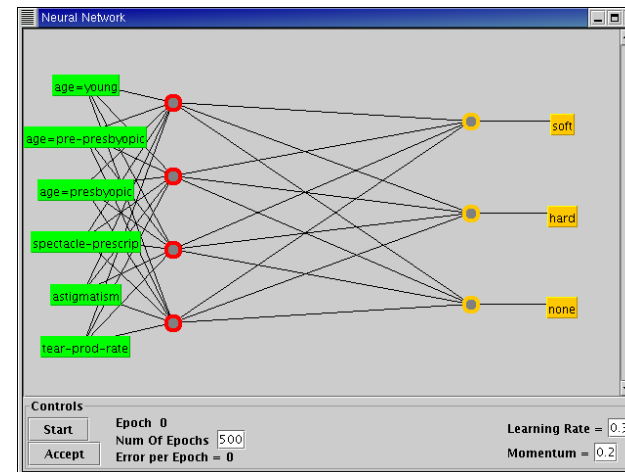 Neural Network
age=young
age=pre-presbyopic
age=presbyopic
spectacle-prescrip
astigmatism
tear-prod-rate
soft
hard
none
Controls
Start
Accept
Epoch 0
Num Of Epochs 500
Error per Epoch = 0
Learning Rate = 0.3
Momentum = 0.2